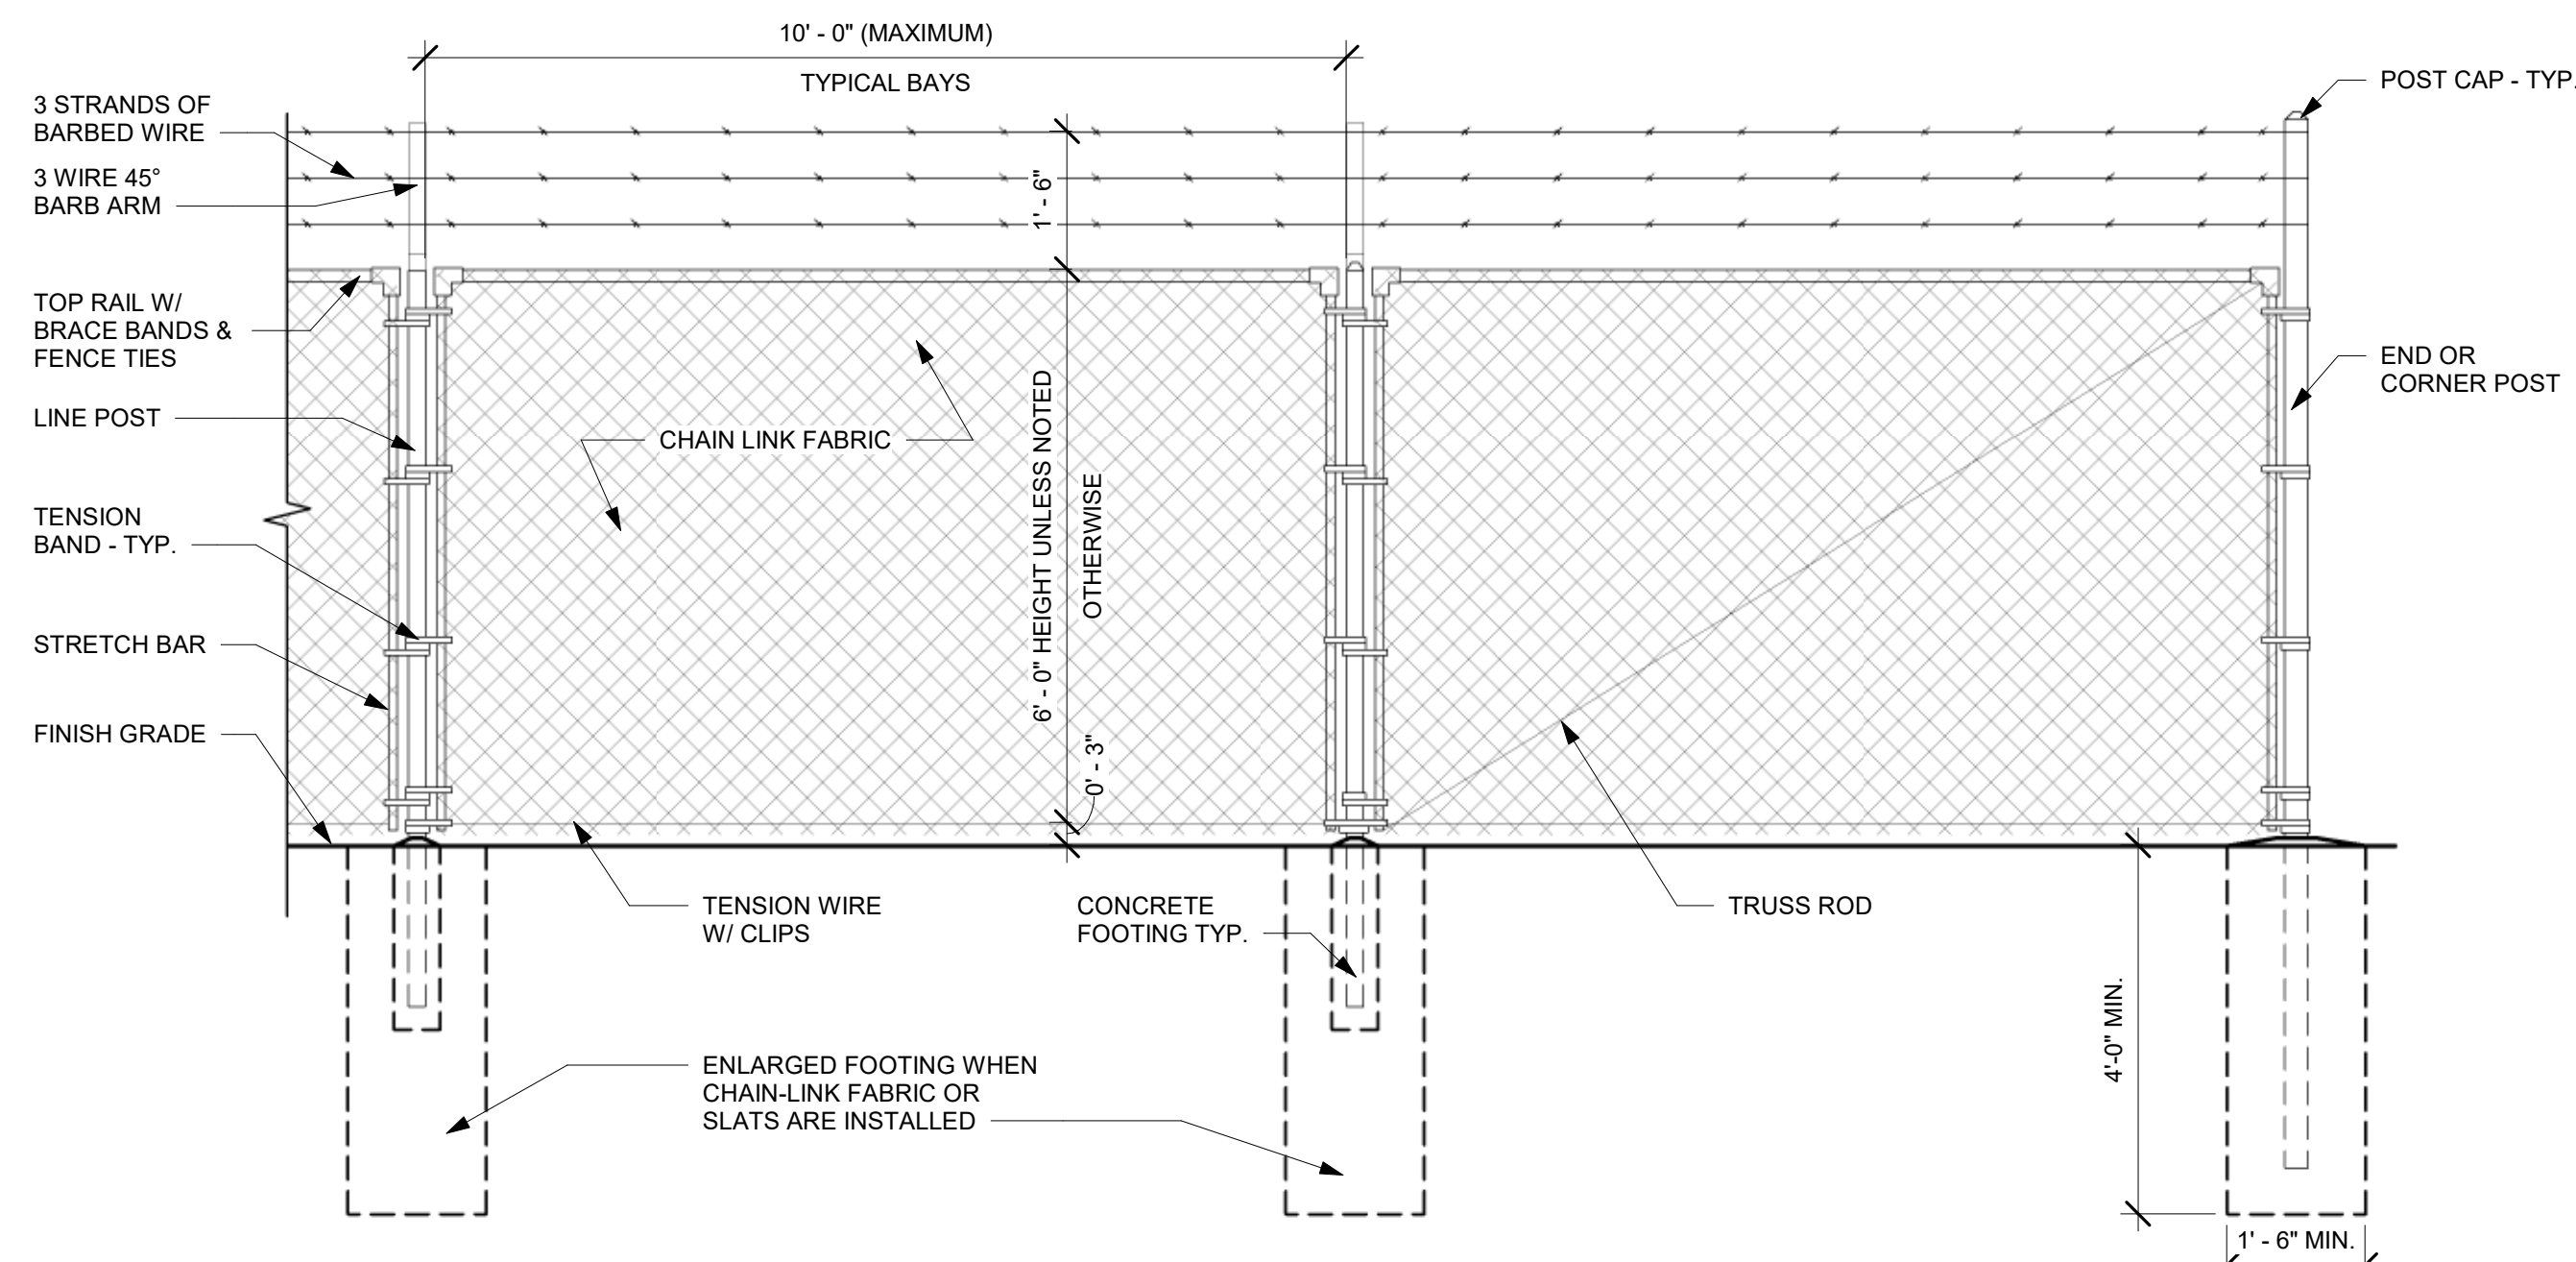 10' - 0" (MAXIMUM)
TYPICAL BAYS
POST CAP - TYP.
3 STRANDS OF
BARBED WIRE
3 WIRE 45°
BARB ARM
1' - 6"
TOP RAIL W/
BRACE BANDS &
FENCE TIES
END OR
CORNER POST
LINE POST
CHAIN LINK FABRIC
6' - 0" HEIGHT UNLESS NOTED
OTHERWISE
TENSION
BAND - TYP.
STRETCH BAR
FINISH GRADE
0' - 3"
TENSION WIRE
W/ CLIPS
CONCRETE
FOOTING TYP.
TRUSS ROD
4'-0" MIN.
ENLARGED FOOTING WHEN
CHAIN-LINK FABRIC OR
SLATS ARE INSTALLED
1' - 6" MIN.